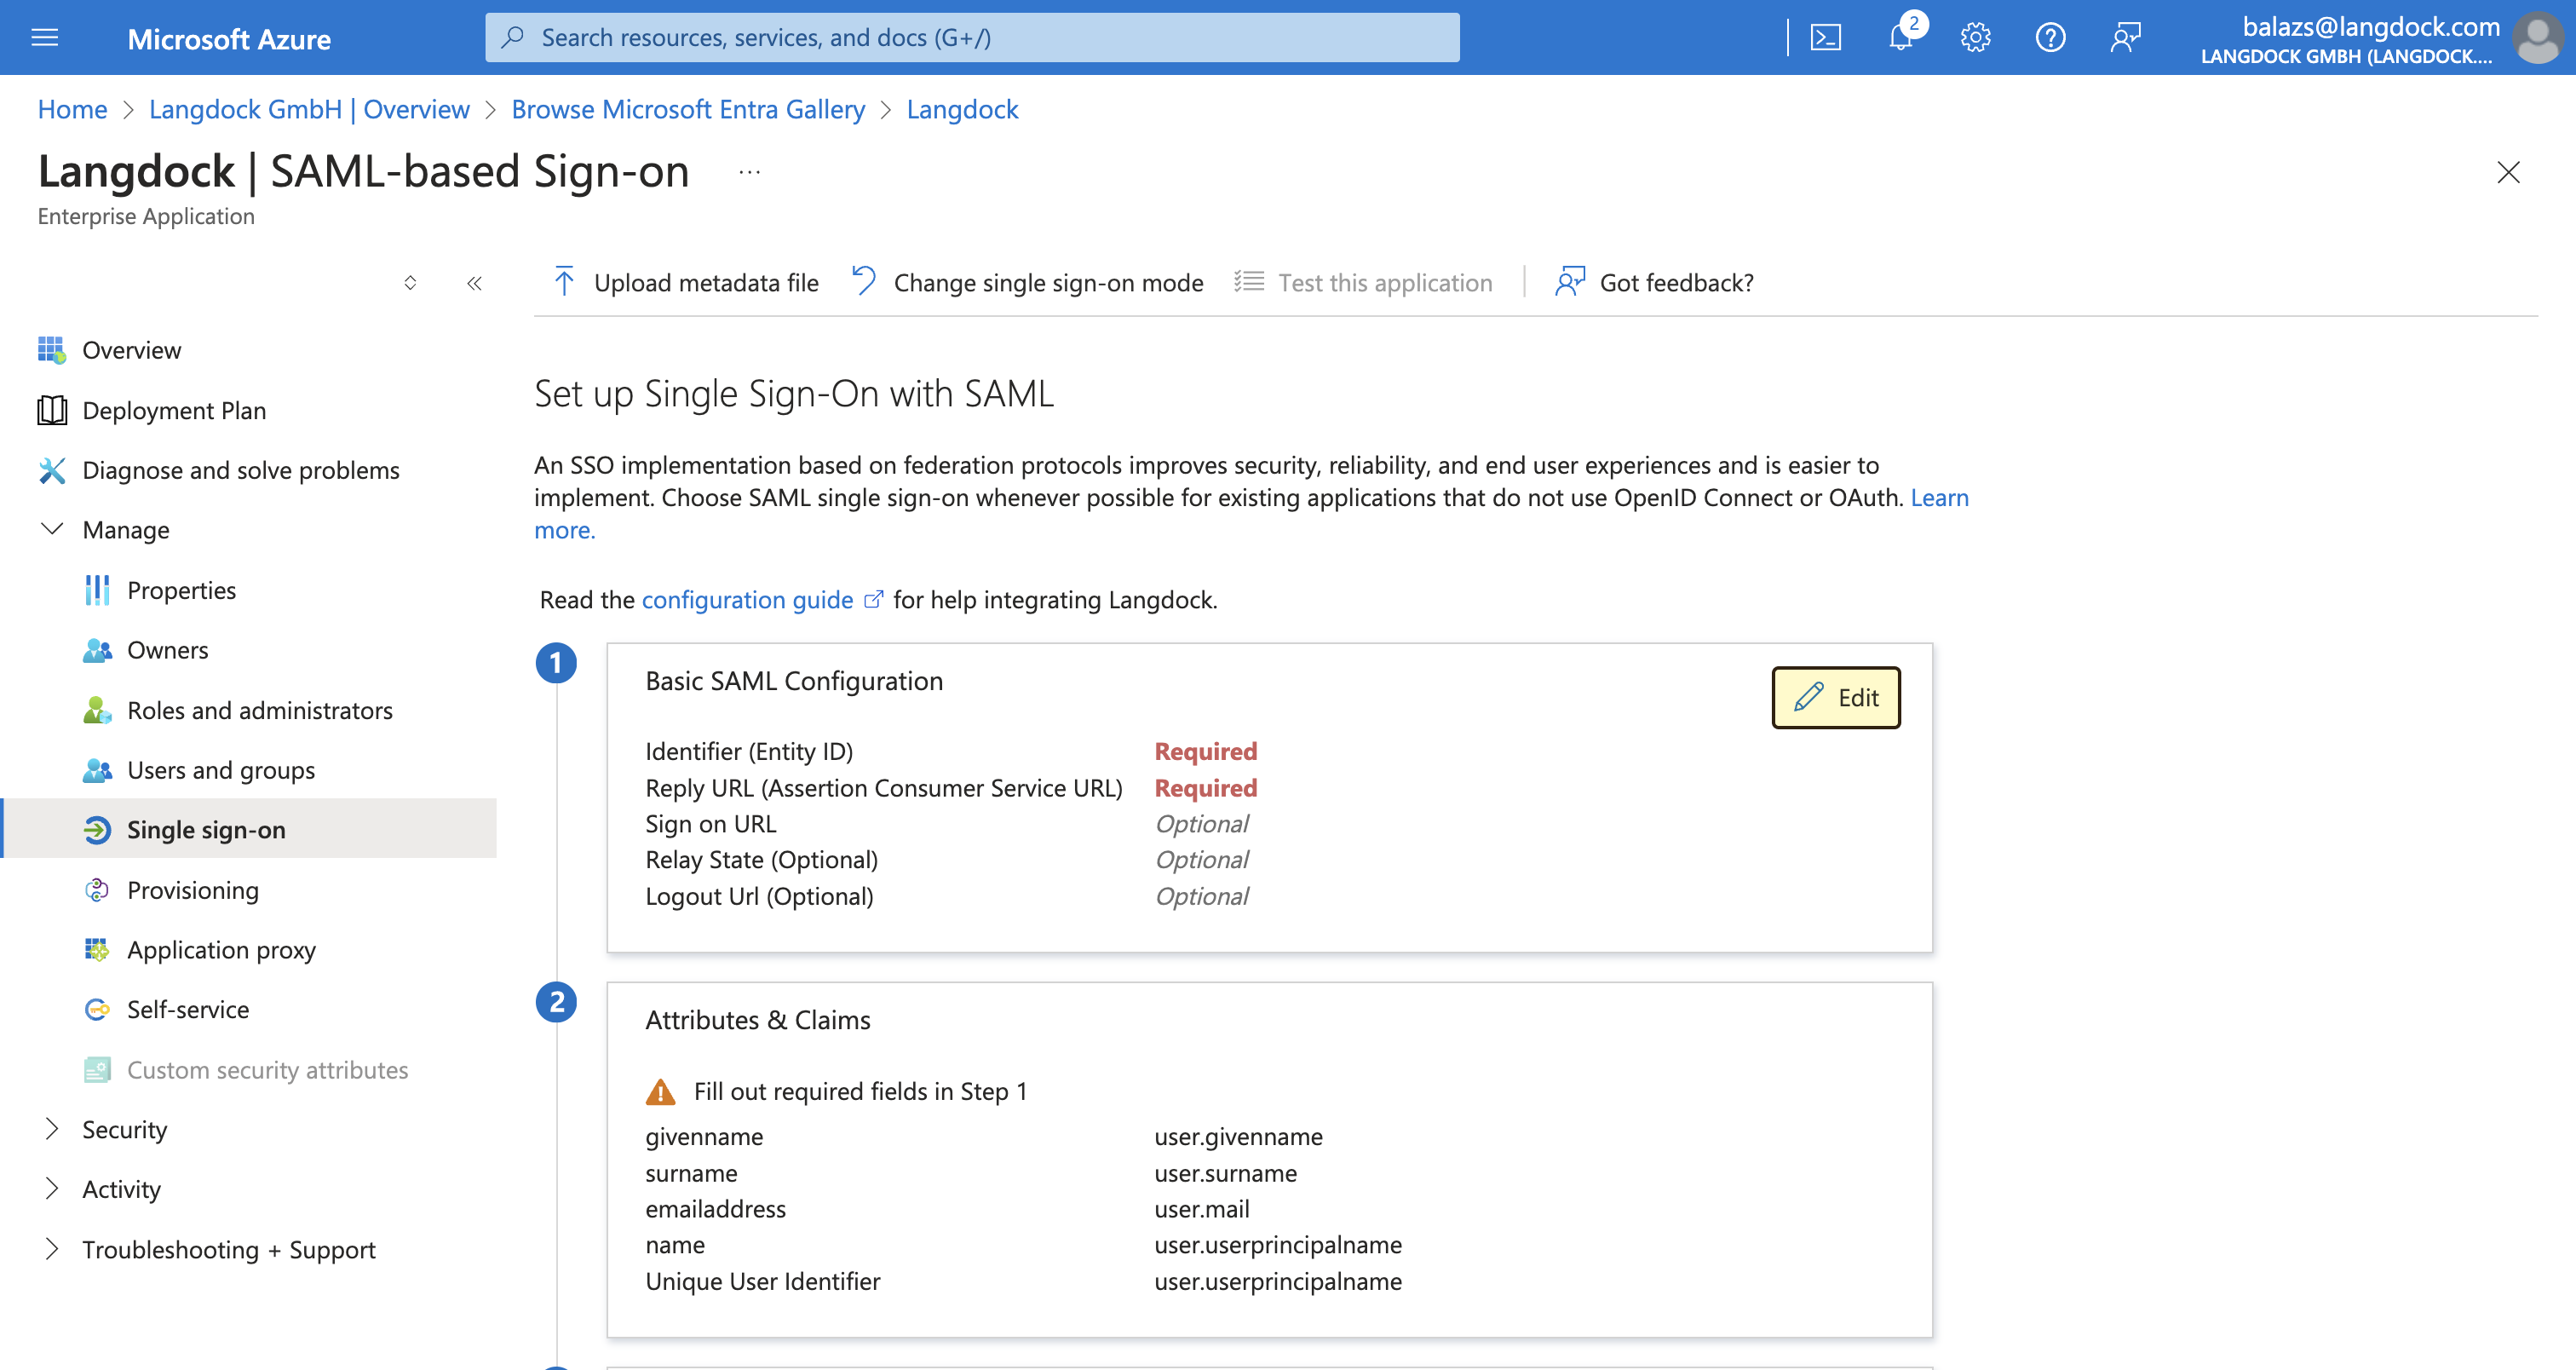 Microsoft Azure
Search resources, services, and docs (G+/)
2
balazs@langdock.com
LANGDOCK GMBH (LANGDOCK....
Home > Langdock GmbH | Overview > Browse Microsoft Entra Gallery > Langdock
Langdock | SAML-based Sign-on ...
Enterprise Application
Upload metadata file
Change single sign-on mode
Test this application
Got feedback?
Overview
Deployment Plan
Diagnose and solve problems
Manage
Properties
Owners
Roles and administrators
Users and groups
Single sign-on
Provisioning
Application proxy
Self-service
Custom security attributes
Security
Activity
Troubleshooting + Support
Set up Single Sign-On with SAML
An SSO implementation based on federation protocols improves security, reliability, and end user experiences and is easier to
implement. Choose SAML single sign-on whenever possible for existing applications that do not use OpenID Connect or OAuth. Learn
more.
Read the configuration guide for help integrating Langdock.
1
Basic SAML Configuration
Edit
Identifier (Entity ID) Required
Reply URL (Assertion Consumer Service URL) Required
Sign on URL Optional
Relay State (Optional) Optional
Logout Url (Optional) Optional
2
Attributes & Claims
Fill out required fields in Step 1
givenname user.givenname
surname user.surname
emailaddress user.mail
name user.userprincipalname
Unique User Identifier user.userprincipalname